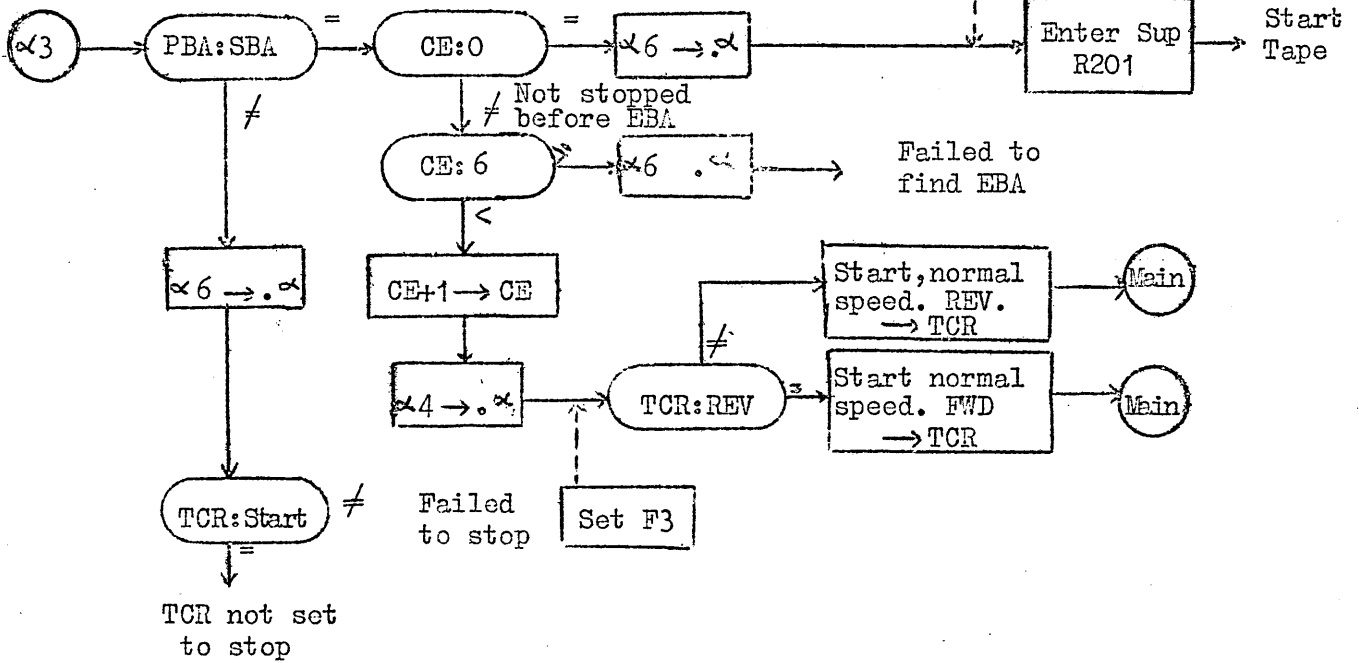 α3
PBA:SBA
=
CE:0
=
α6 → .α
Enter Sup
R201
Start
Tape
≠
≠ Not stopped
before EBA
CE: 6
≥
α6 .α
Failed to
find EBA
<
α6 → .α
CE+1 → CE
Start, normal
speed. REV.
→ TCR
Main
α4 → .α
≠
TCR:REV
=
Start normal
speed. FWD
→ TCR
Main
TCR:Start
≠
Failed
to stop
Set F3
=
TCR not set
to stop